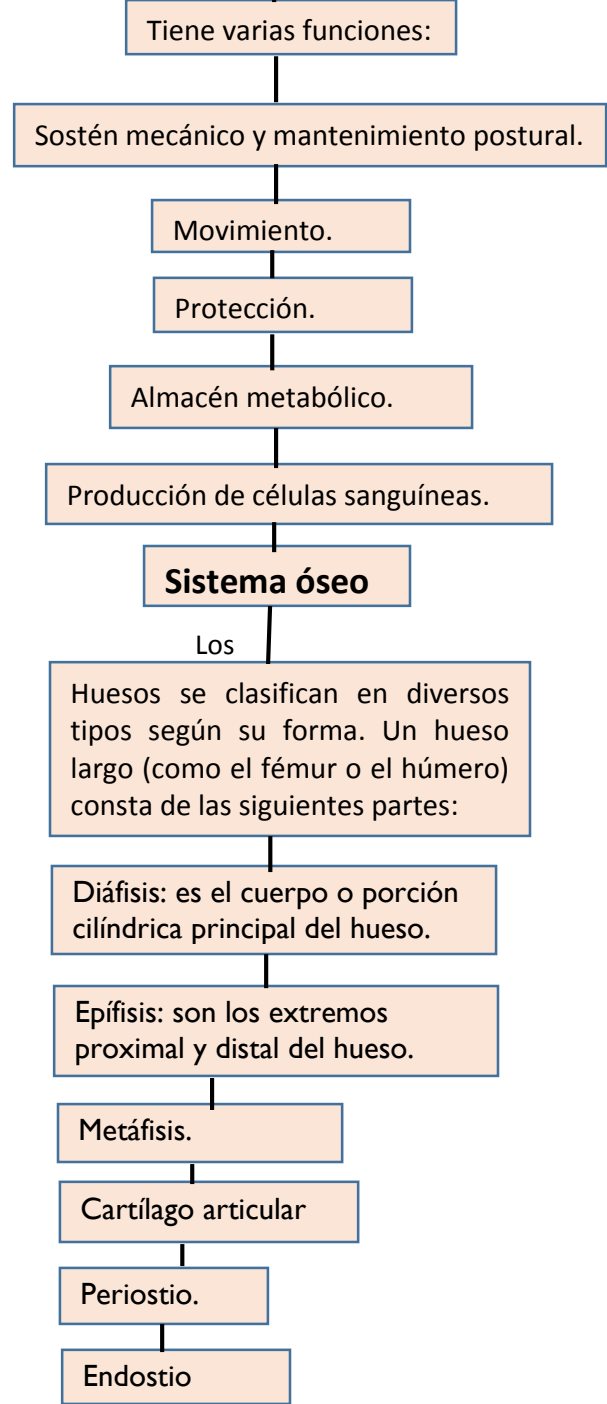 Tiene varias funciones:
Sostén mecánico y mantenimiento postural.
Movimiento.
Protección.
Almacén metabólico.
Producción de células sanguíneas.
Sistema óseo
Los
Huesos se clasifican en diversos
tipos según su forma. Un hueso
largo (como el fémur o el húmero)
consta de las siguientes partes:
Diáfisis: es el cuerpo o porción
cilíndrica principal del hueso.
Epífisis: son los extremos
proximal y distal del hueso.
Metáfisis.
Cartílago articular
Periostio.
Endostio